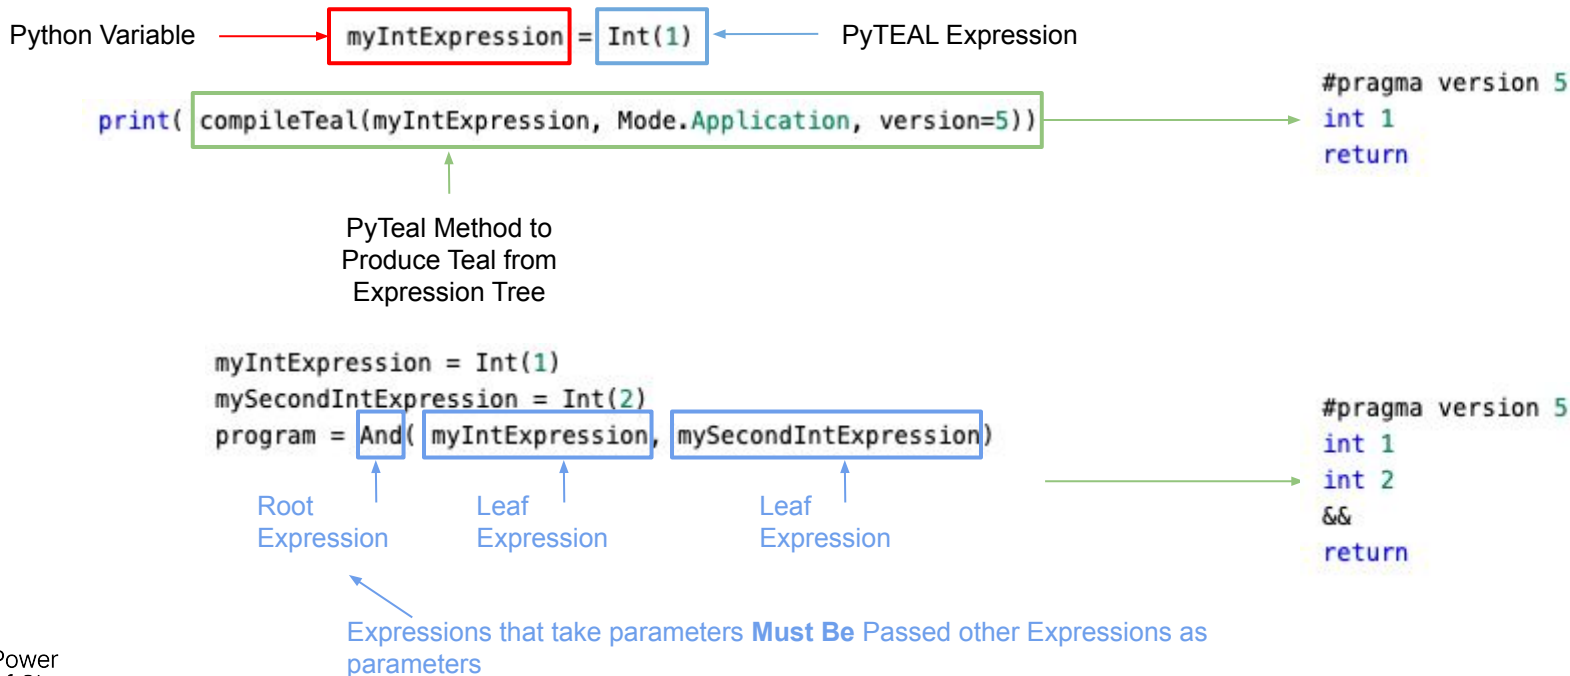 Python Variable
myIntExpression = Int(1)
PyTEAL Expression
print( compileTeal(myIntExpression, Mode.Application, version=5))
#pragma version 5
int 1
return
PyTeal Method to
Produce Teal from
Expression Tree
myIntExpression = Int(1)
mySecondIntExpression = Int(2)
program = And( myIntExpression, mySecondIntExpression)
Root
Expression
Leaf
Expression
Leaf
Expression
#pragma version 5
int 1
int 2
&&
return
Expressions that take parameters Must Be Passed other Expressions as
parameters
Power